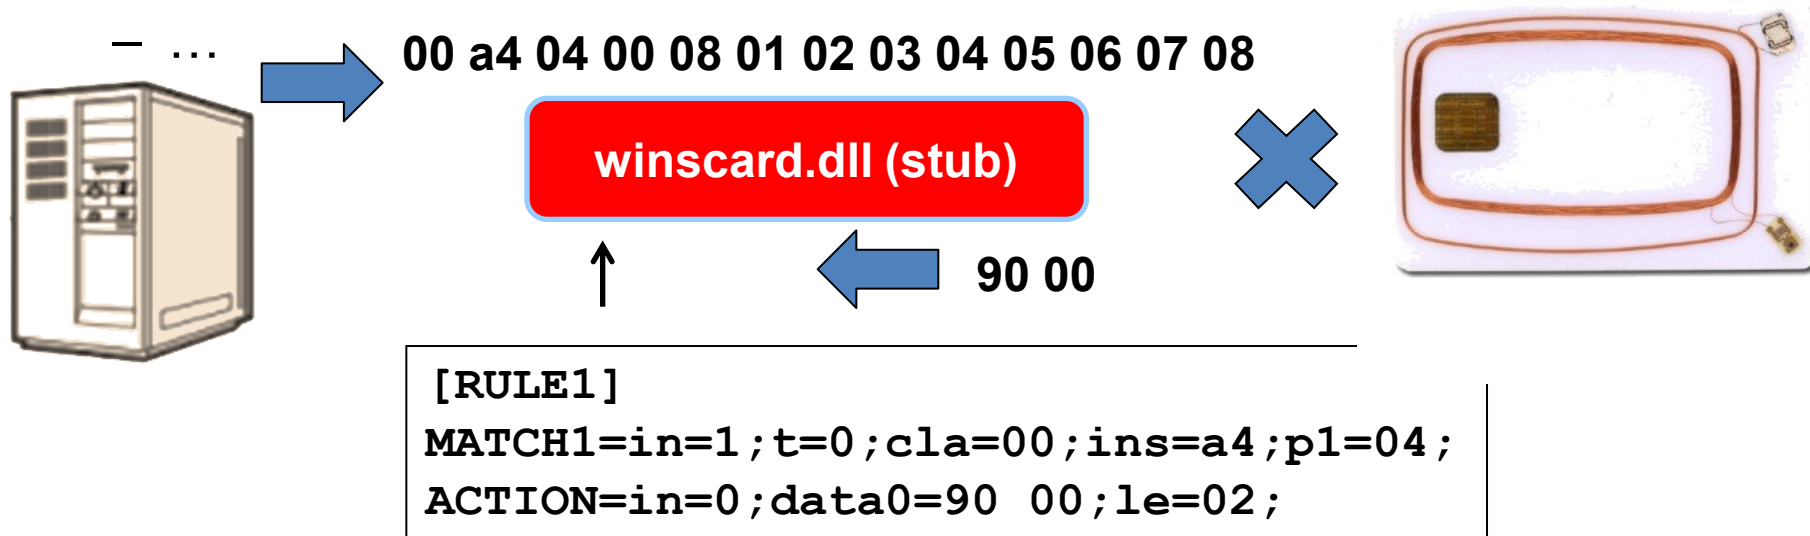 – ...
00 a4 04 00 08 01 02 03 04 05 06 07 08
winscard.dll (stub)
90 00
[RULE1]
MATCH1=in=1;t=0;cla=00;ins=a4;p1=04;
ACTION=in=0;data0=90 00;le=02;